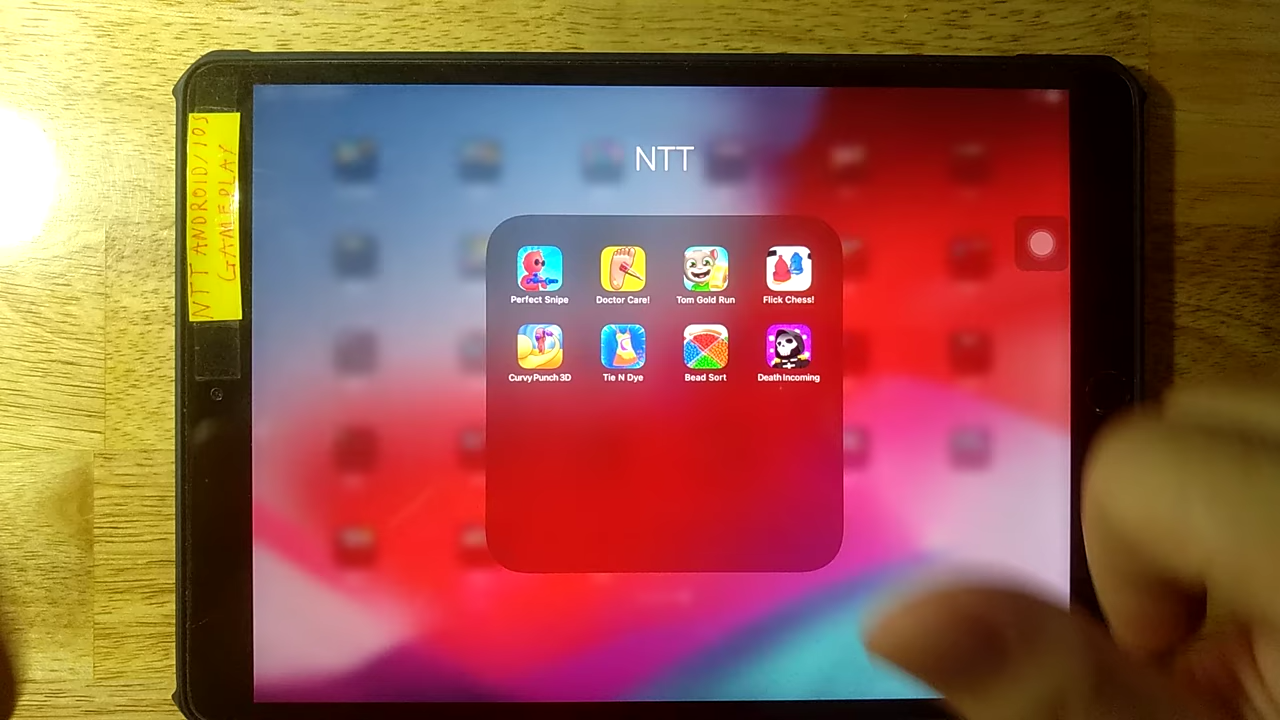 NTT ANDROID/IOS
GAMEPLAY
NTT
Perfect Snipe
Doctor Care!
Tom Gold Run
Flick Chess!
Curvy Punch 3D
Tie N Dye
Bead Sort
Death Incoming